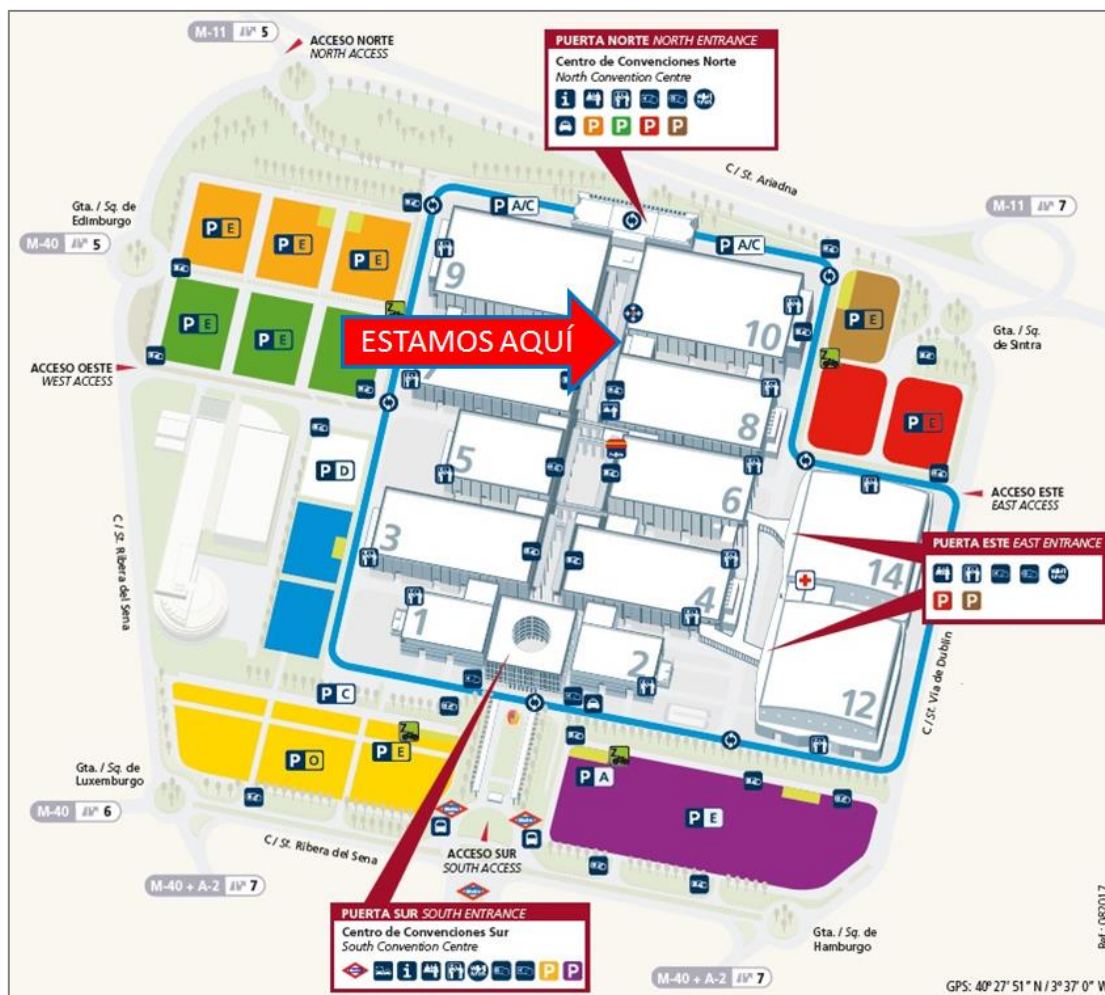 M-11 5
ACCESO NORTE
NORTH ACCESS
PUERTA NORTE NORTH ENTRANCE
Centro de Convenciones Norte
North Convention Centre
i
P P P P
C/St. Ariadna
M-11 7
Gta. / Sq. de
Edimburgo
M-40 5
P E
P E
P E
P A/C
P A/C
9
10
P E
Gta. / Sq.
de Sintra
P E
P E
Z
Z
ESTAMOS AQUÍ
ACCESO OESTE
WEST ACCESS
7
8
P E
P D
5
6
ACCESO ESTE
EAST ACCESS
C/St. Ribera del Sena
3
4
14
PUERTA ESTE EAST ENTRANCE
P P
1
2
12
C/St. Vía de Dublín
P C
P O
P E
Z
Z
P A
P E
Gta. / Sq. de
Luxemburgo
M-40 6
C/St. Ribera del Sena
ACCESO SUR
SOUTH ACCESS
M-40 + A-2 7
PUERTA SUR SOUTH ENTRANCE
Centro de Convenciones Sur
South Convention Centre
i P P
Gta. / Sq. de
Hamburgo
M-40 + A-2 7
Ref.: 082017
GPS: 40º 27' 51" N / 3º 37' 0" W